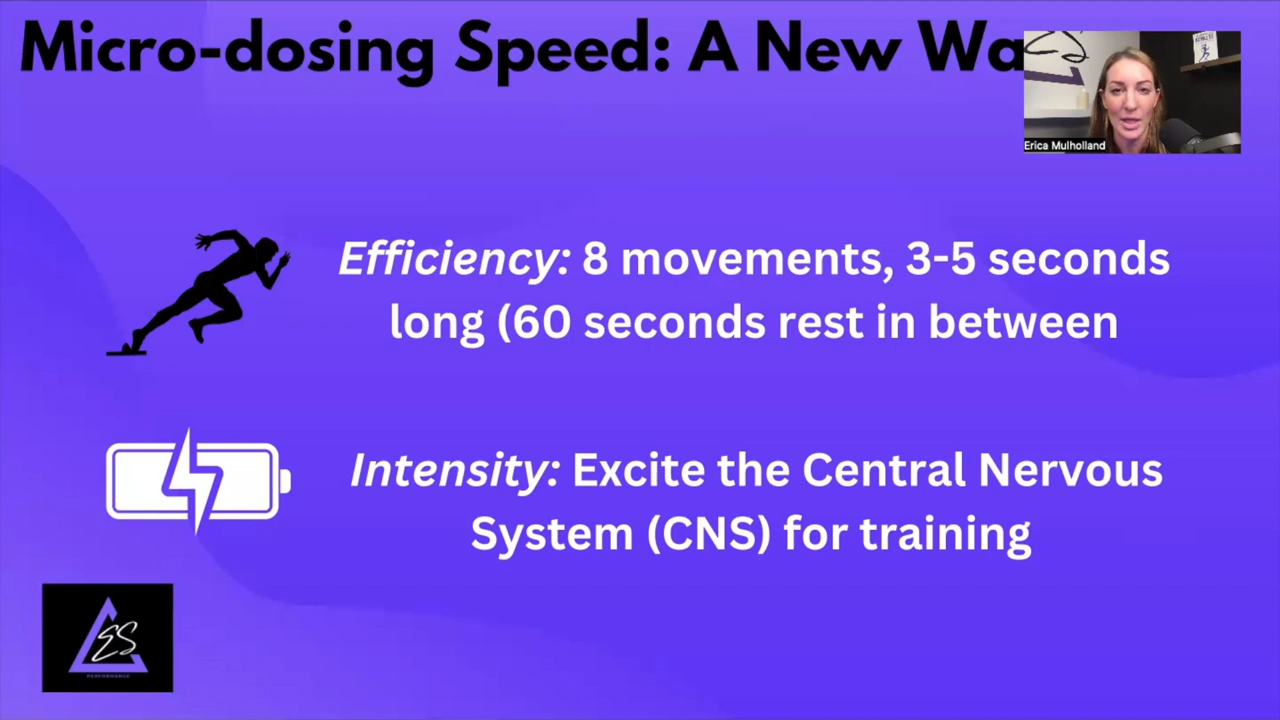 Micro-dosing Speed: A New Wa
Erica Mulholland
Efficiency: 8 movements, 3-5 seconds
long (60 seconds rest in between
Intensity: Excite the Central Nervous
System (CNS) for training
ES
PERFORMANCE